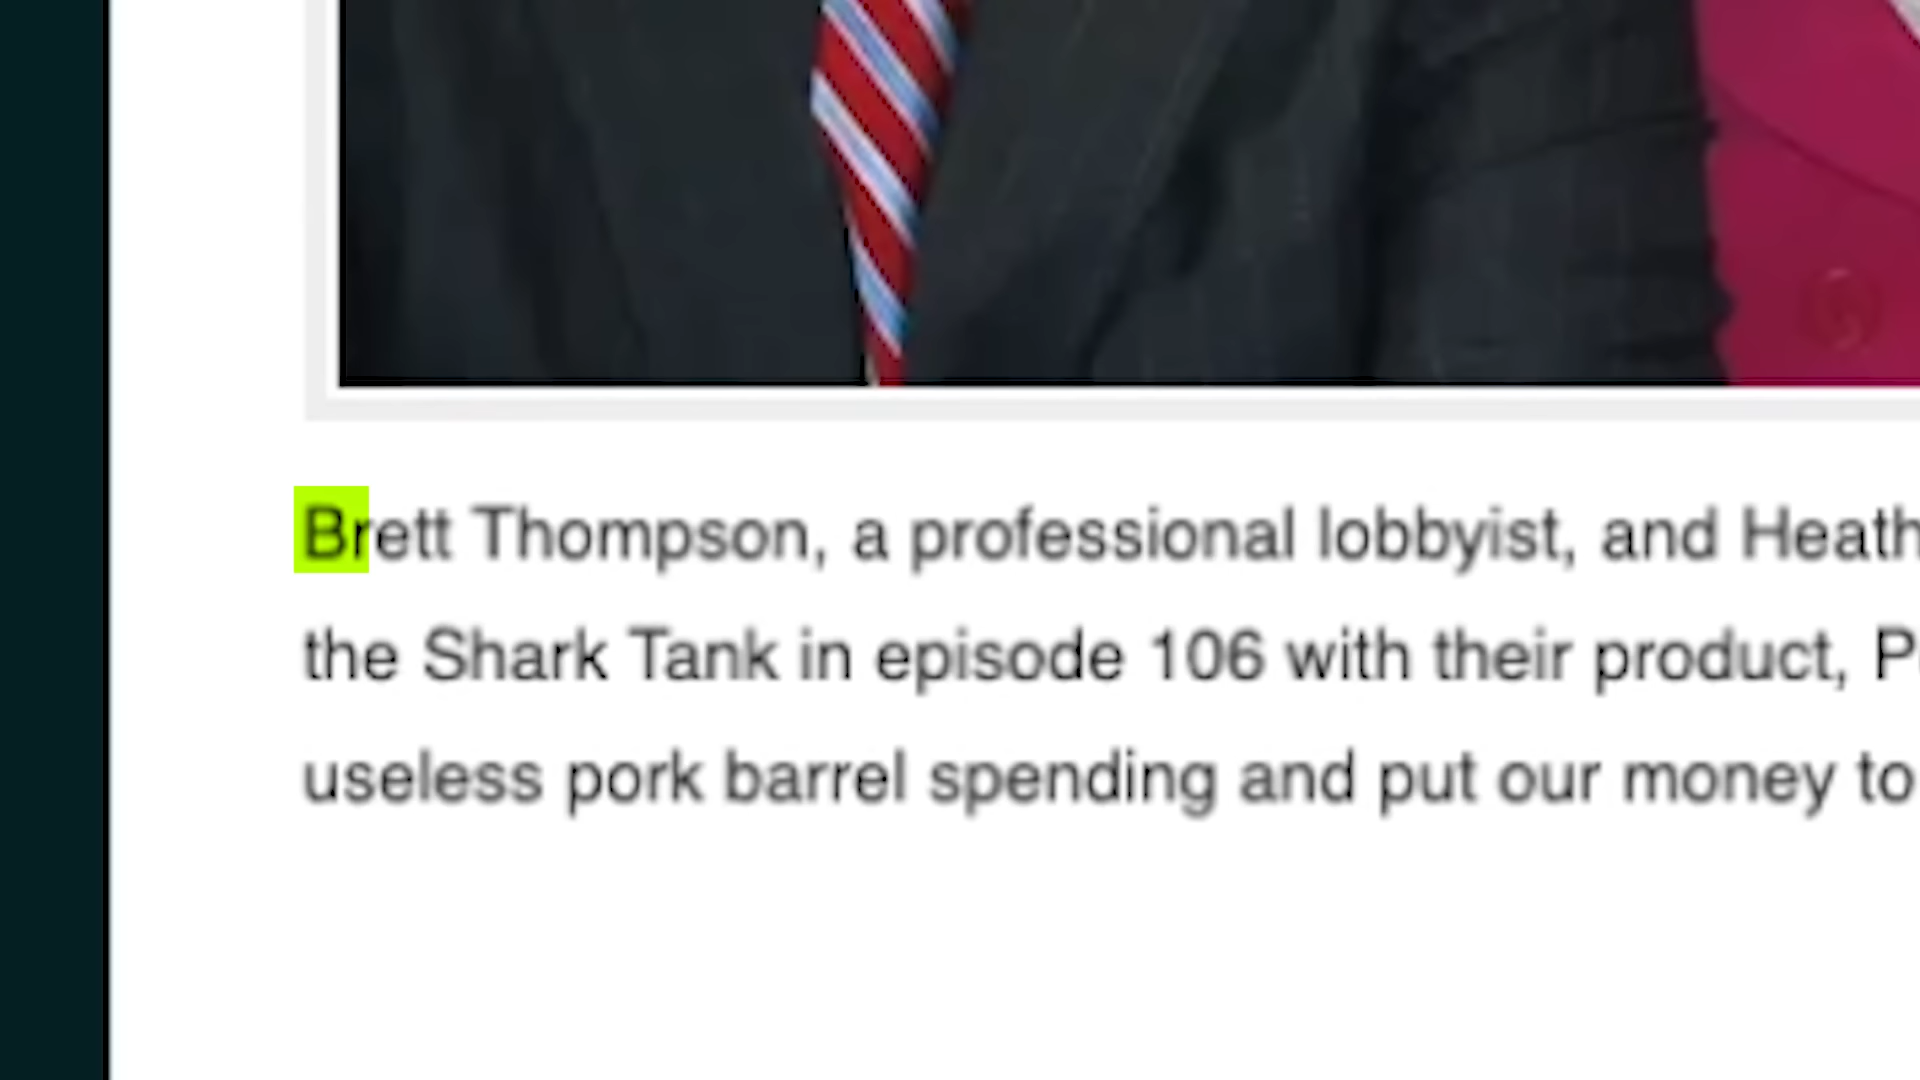 Brett Thompson, a professional lobbyist, and Heath
the Shark Tank in episode 106 with their product, P
useless pork barrel spending and put our money to